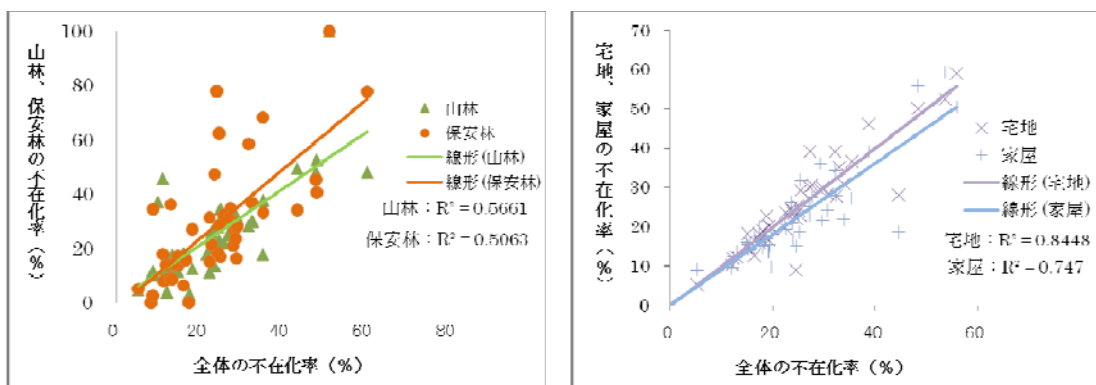 山林、保安林の不在化率(%)
100
80
60
40
20
0
0
20
40
60
80
全体の不在化率(%)
山林
保安林
線形(山林)
線形(保安林)
山林:R²=0.5661
保安林:R²=0.5063
宅地、家屋の不在化率(%)
70
60
50
40
30
20
10
0
0
20
40
60
全体の不在化率(%)
宅地
家屋
線形(宅地)
線形(家屋)
宅地:R²=0.8448
家屋:R²=0.747